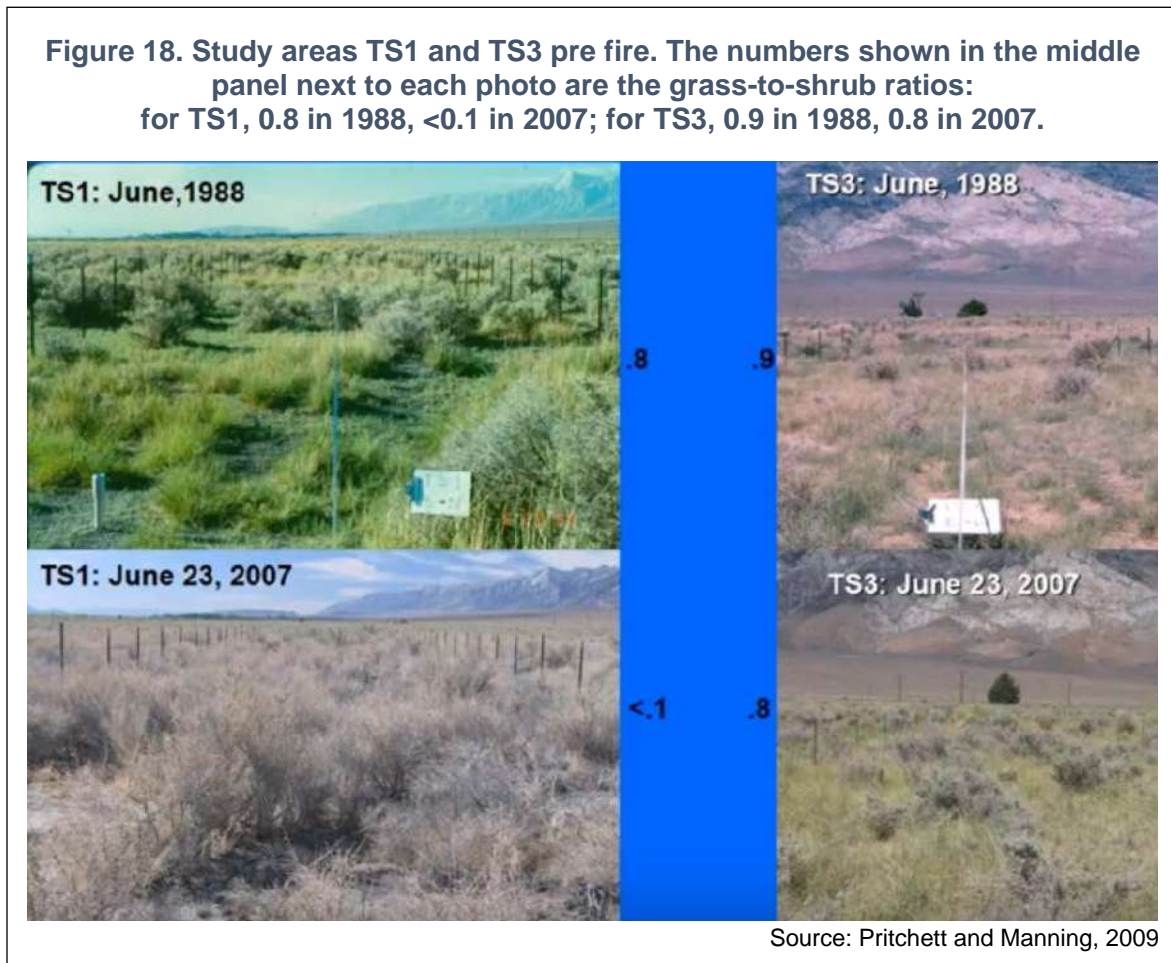 Figure 18. Study areas TS1 and TS3 pre fire. The numbers shown in the middle
panel next to each photo are the grass-to-shrub ratios:
for TS1, 0.8 in 1988, <0.1 in 2007; for TS3, 0.9 in 1988, 0.8 in 2007.
TS1: June,1988
TS3: June, 1988
.8
.9
TS1: June 23, 2007
TS3: June 23, 2007
<.1
.8
Source: Pritchett and Manning, 2009